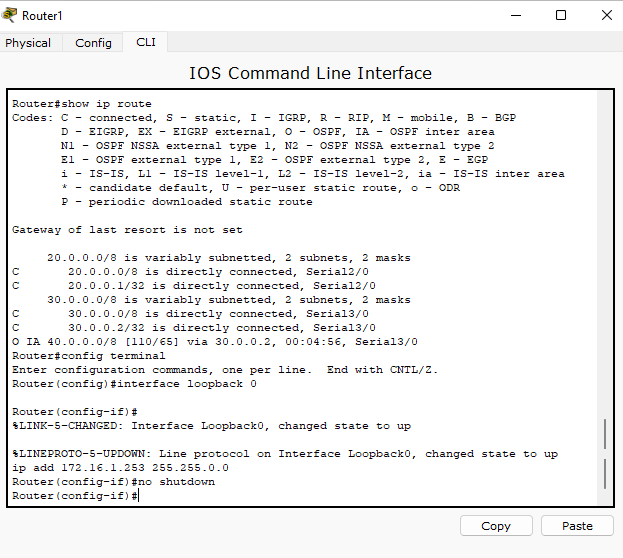 Router1
Physical Config CLI
IOS Command Line Interface
Router#show ip route
Codes: C - connected, S - static, I - IGRP, R - RIP, M - mobile, B - BGP
D - EIGRP, EX - EIGRP external, O - OSPF, IA - OSPF inter area
N1 - OSPF NSSA external type 1, N2 - OSPF NSSA external type 2
E1 - OSPF external type 1, E2 - OSPF external type 2, E - EGP
i - IS-IS, L1 - IS-IS level-1, L2 - IS-IS level-2, ia - IS-IS inter area
* - candidate default, U - per-user static route, o - ODR
P - periodic downloaded static route
Gateway of last resort is not set
20.0.0.0/8 is variably subnetted, 2 subnets, 2 masks
C 20.0.0.0/8 is directly connected, Serial2/0
C 20.0.0.1/32 is directly connected, Serial2/0
30.0.0.0/8 is variably subnetted, 2 subnets, 2 masks
C 30.0.0.0/8 is directly connected, Serial3/0
C 30.0.0.2/32 is directly connected, Serial3/0
O IA 40.0.0.0/8 [110/65] via 30.0.0.2, 00:04:56, Serial3/0
Router#config terminal
Enter configuration commands, one per line. End with CNTL/Z.
Router(config)#interface loopback 0
Router(config-if)#
%LINK-5-CHANGED: Interface Loopback0, changed state to up
%LINEPROTO-5-UPDOWN: Line protocol on Interface Loopback0, changed state to up
ip add 172.16.1.253 255.255.0.0
Router(config-if)#no shutdown
Router(config-if)#
Copy Paste